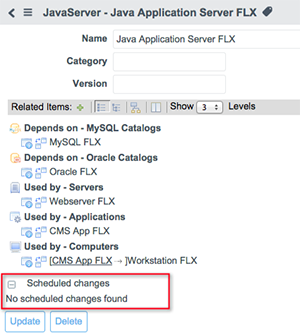 JavaServer - Java Application Server FLX
Name Java Application Server FLX
Category
Version
Related Items: Show 3 Levels
Depends on - MySQL Catalogs
MySQL FLX
Depends on - Oracle Catalogs
Oracle FLX
Used by - Servers
Webserver FLX
Used by - Applications
CMS App FLX
Used by - Computers
[CMS App FLX → ]Workstation FLX
Scheduled changes
No scheduled changes found
Update Delete